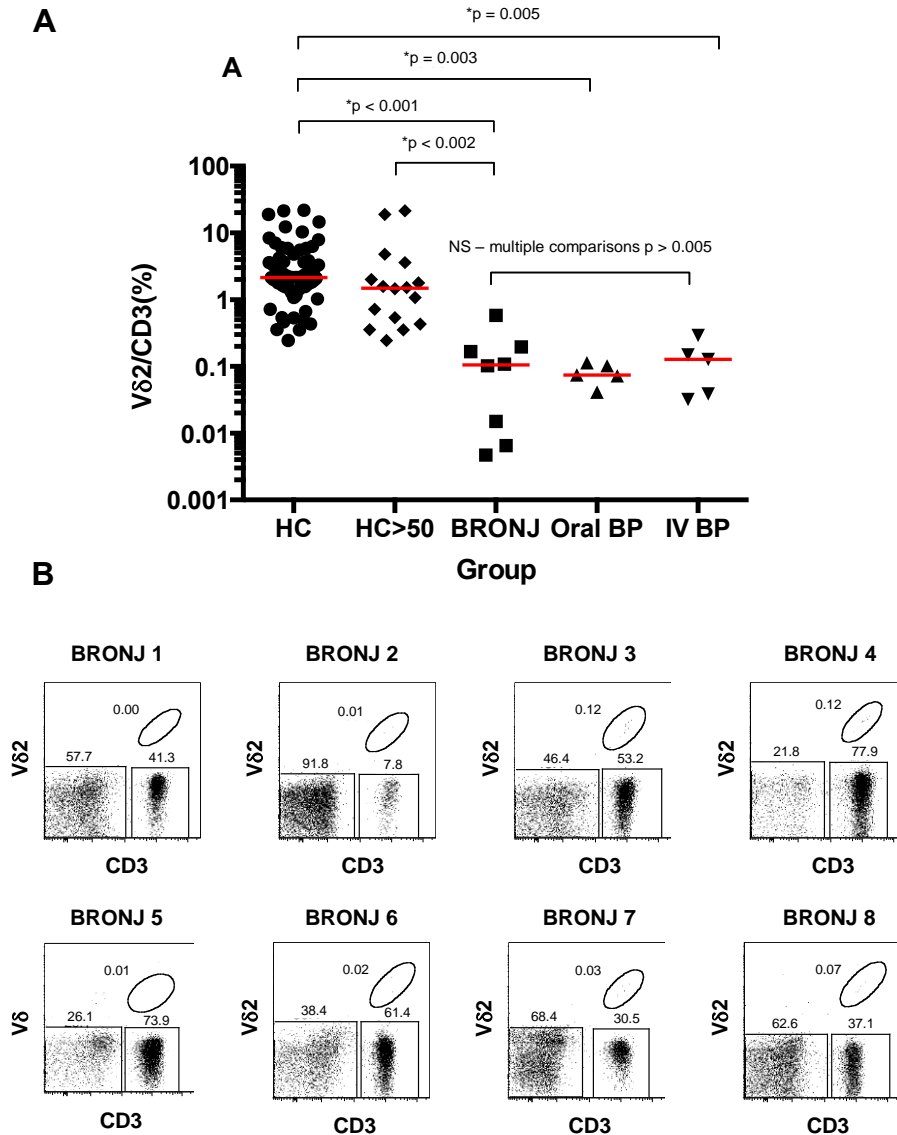 A
*p = 0.005
A
*p = 0.003
*p < 0.001
*p < 0.002
100
10
1
0.1
0.01
0.001
Vδ2/CD3(%)
NS – multiple comparisons p > 0.005
HC HC>50 BRONJ Oral BP IV BP
Group
B
BRONJ 1 BRONJ 2 BRONJ 3 BRONJ 4
0.00 0.01 0.12 0.12
57.7 41.3 91.8 7.8 46.4 53.2 21.8 77.9
Vδ2 Vδ2 Vδ2 Vδ2
CD3 CD3 CD3 CD3
BRONJ 5 BRONJ 6 BRONJ 7 BRONJ 8
0.01 0.02 0.03 0.07
26.1 73.9 38.4 61.4 68.4 30.5 62.6 37.1
Vδ Vδ2 Vδ2 Vδ2
CD3 CD3 CD3 CD3